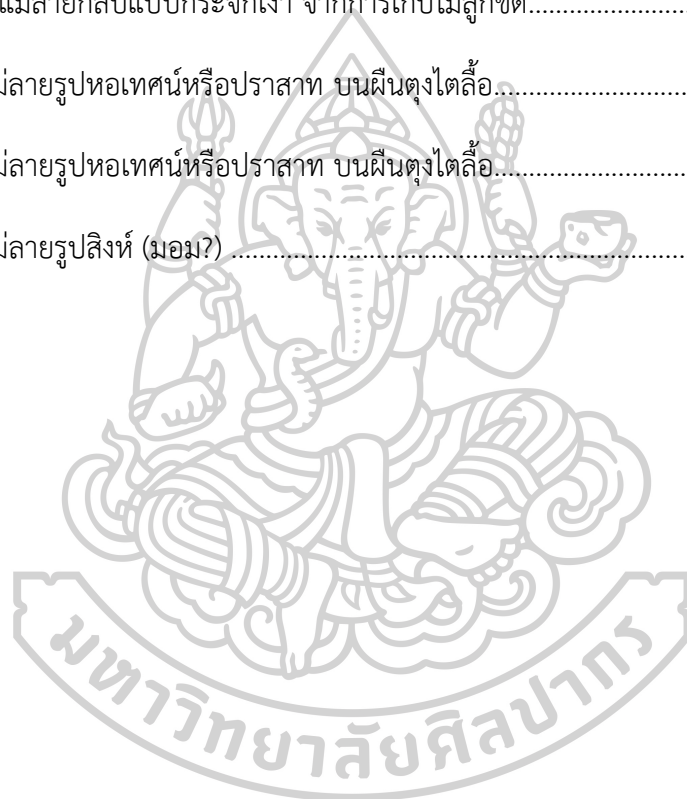 แม่ลายกลับแบบกระจกเงา จากการเก็บไม้ลูกขัด...........................
ม่ลายรูปหอเทศน์หรือปราสาท บนผืนตุงไตลื้อ...............................
ม่ลายรูปหอเทศน์หรือปราสาท บนผืนตุงไตลื้อ...............................
ม่ลายรูปสิงห์ (มอม?) .........................................................................
มหาวิทยาลัยศิลปากร